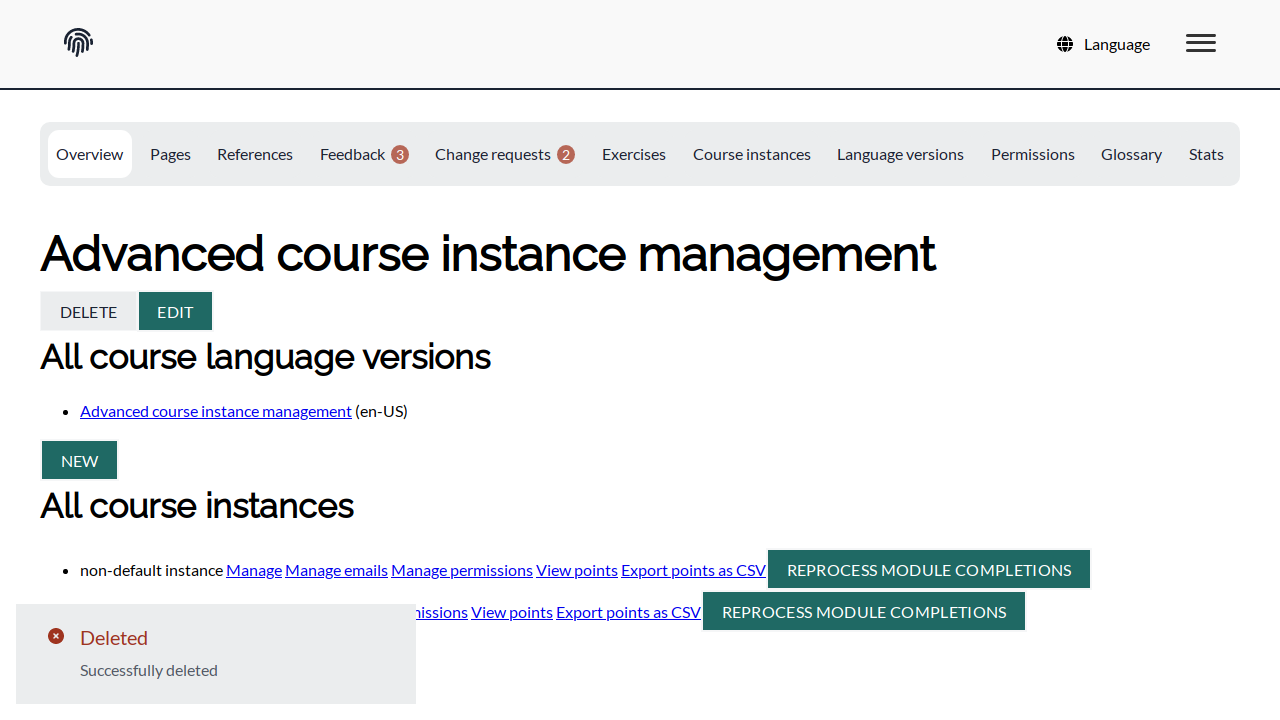 Language
Overview Pages References Feedback 3 Change requests 2 Exercises Course instances Language versions Permissions Glossary Stats
Advanced course instance management
DELETE EDIT
All course language versions
Advanced course instance management (en-US)
NEW
All course instances
non-default instance Manage Manage emails Manage permissions View points Export points as CSV REPROCESS MODULE COMPLETIONS
View points Export points as CSV REPROCESS MODULE COMPLETIONS
Deleted
Successfully deleted